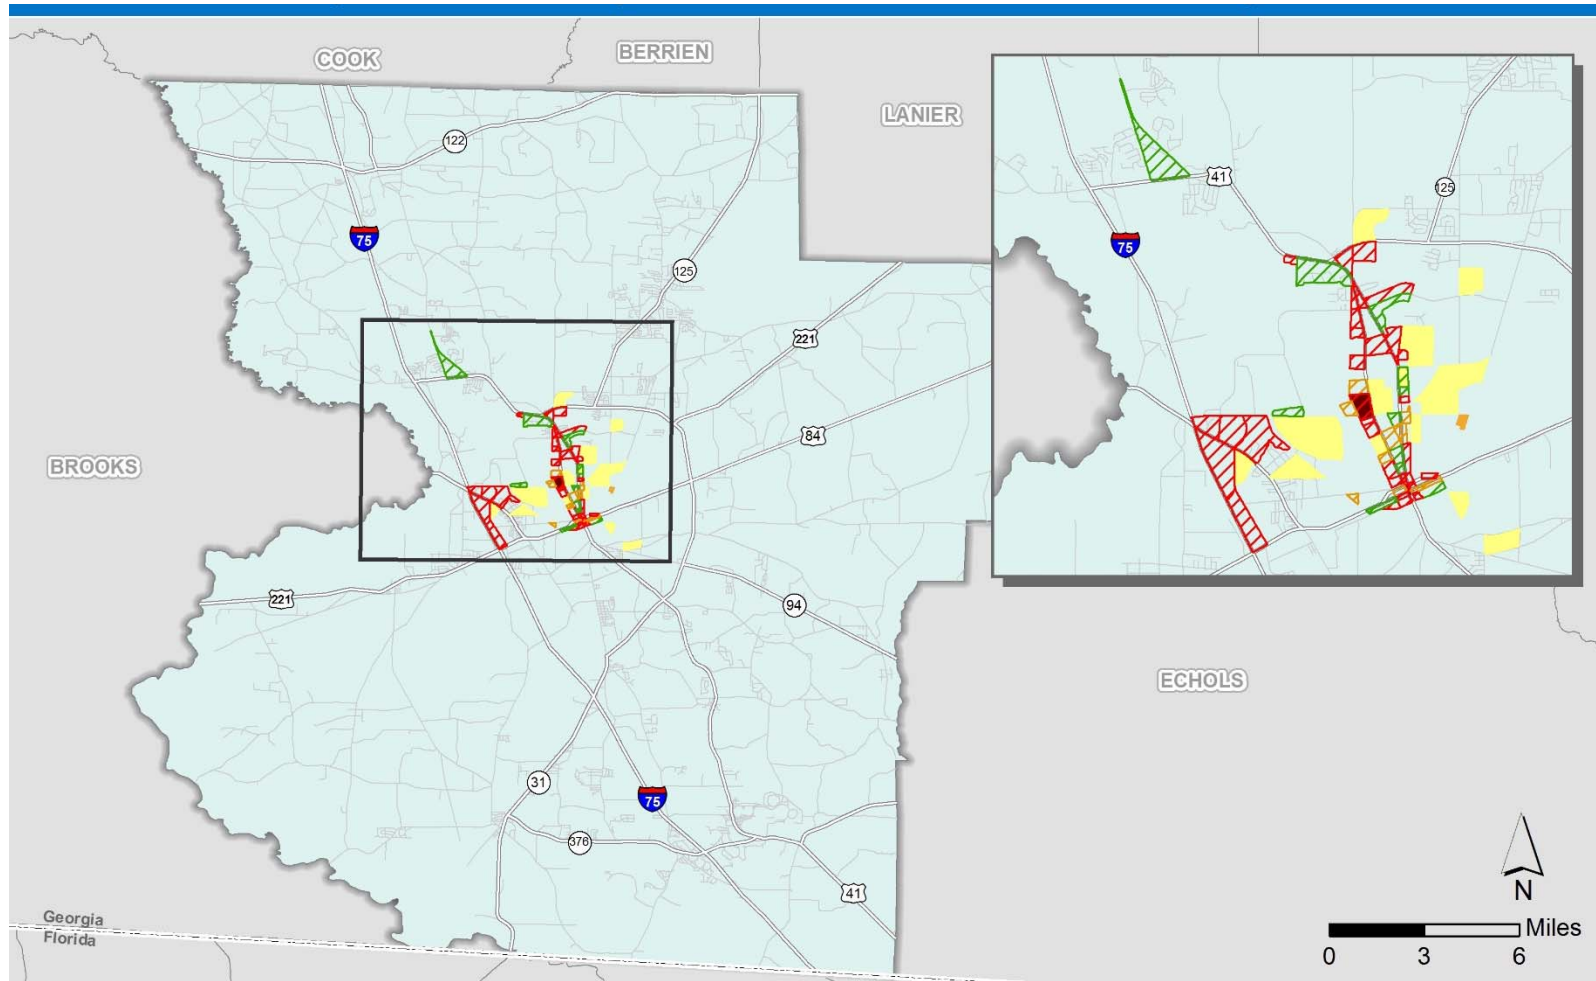 COOK
BERRIEN
LANIER
122
75
125
221
84
BROOKS
221
94
ECHOLS
31
75
376
41
41
125
75
Georgia
Florida
N
Miles
0 3 6